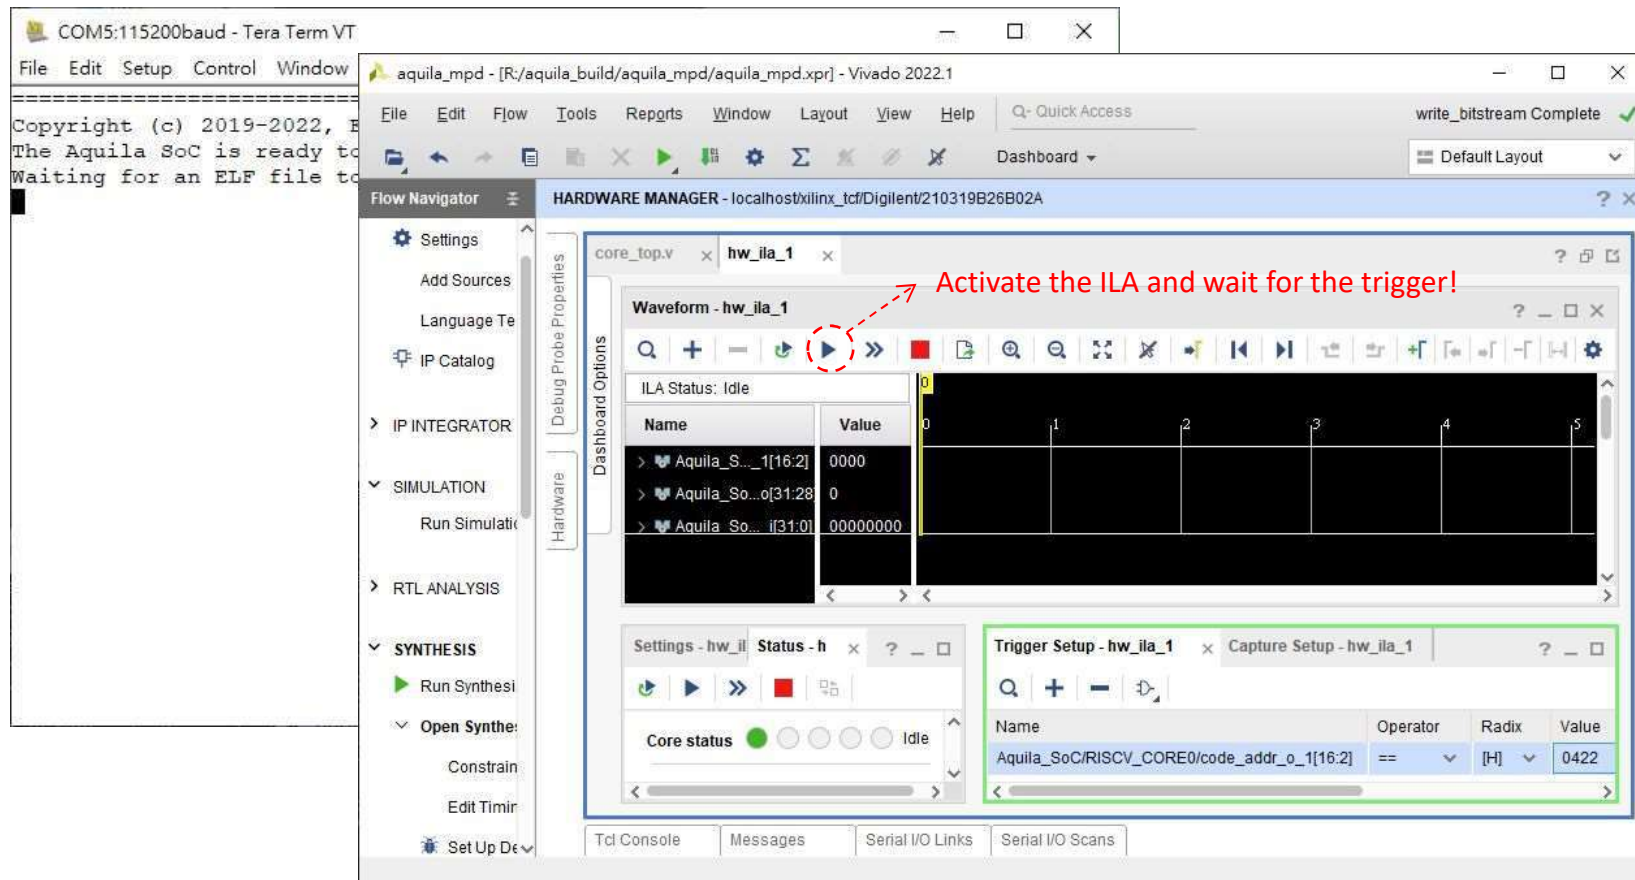 COM5:115200baud - Tera Term VT
File Edit Setup Control Window
Copyright (c) 2019-2022, E
The Aquila SoC is ready to
Waiting for an ELF file to
aquila_mpd - [R:/aquila_build/aquila_mpd/aquila_mpd.xpr] - Vivado 2022.1
File Edit Flow Tools Reports Window Layout View Help Q- Quick Access write_bitstream Complete
Dashboard Default Layout
Flow Navigator
HARDWARE MANAGER - localhost/xilinx_tcf/Digilent/210319B26B02A
Settings
Add Sources
Language Te
IP Catalog
IP INTEGRATOR
SIMULATION
Run Simulatic
RTL ANALYSIS
SYNTHESIS
Run Synthesi
Open Synthe
Constrain
Edit Timin
Set Up De
Debug Probe Properties
Hardware
Dashboard Options
core_top.v hw_ila_1
Activate the ILA and wait for the trigger!
Waveform - hw_ila_1
ILA Status: Idle
Name Value
0
0 1 2 3 4 5
Aquila_S..._1[16:2] 0000
Aquila_So...o[31:28 0
Aquila_So..._i[31:0] 00000000
Settings - hw_il Status - h
Core status Idle
Trigger Setup - hw_ila_1 Capture Setup - hw_ila_1
Name Operator Radix Value
Aquila_SoC/RISCV_CORE0/code_addr_o_1[16:2] == [H] 0422
Tcl Console Messages Serial I/O Links Serial I/O Scans